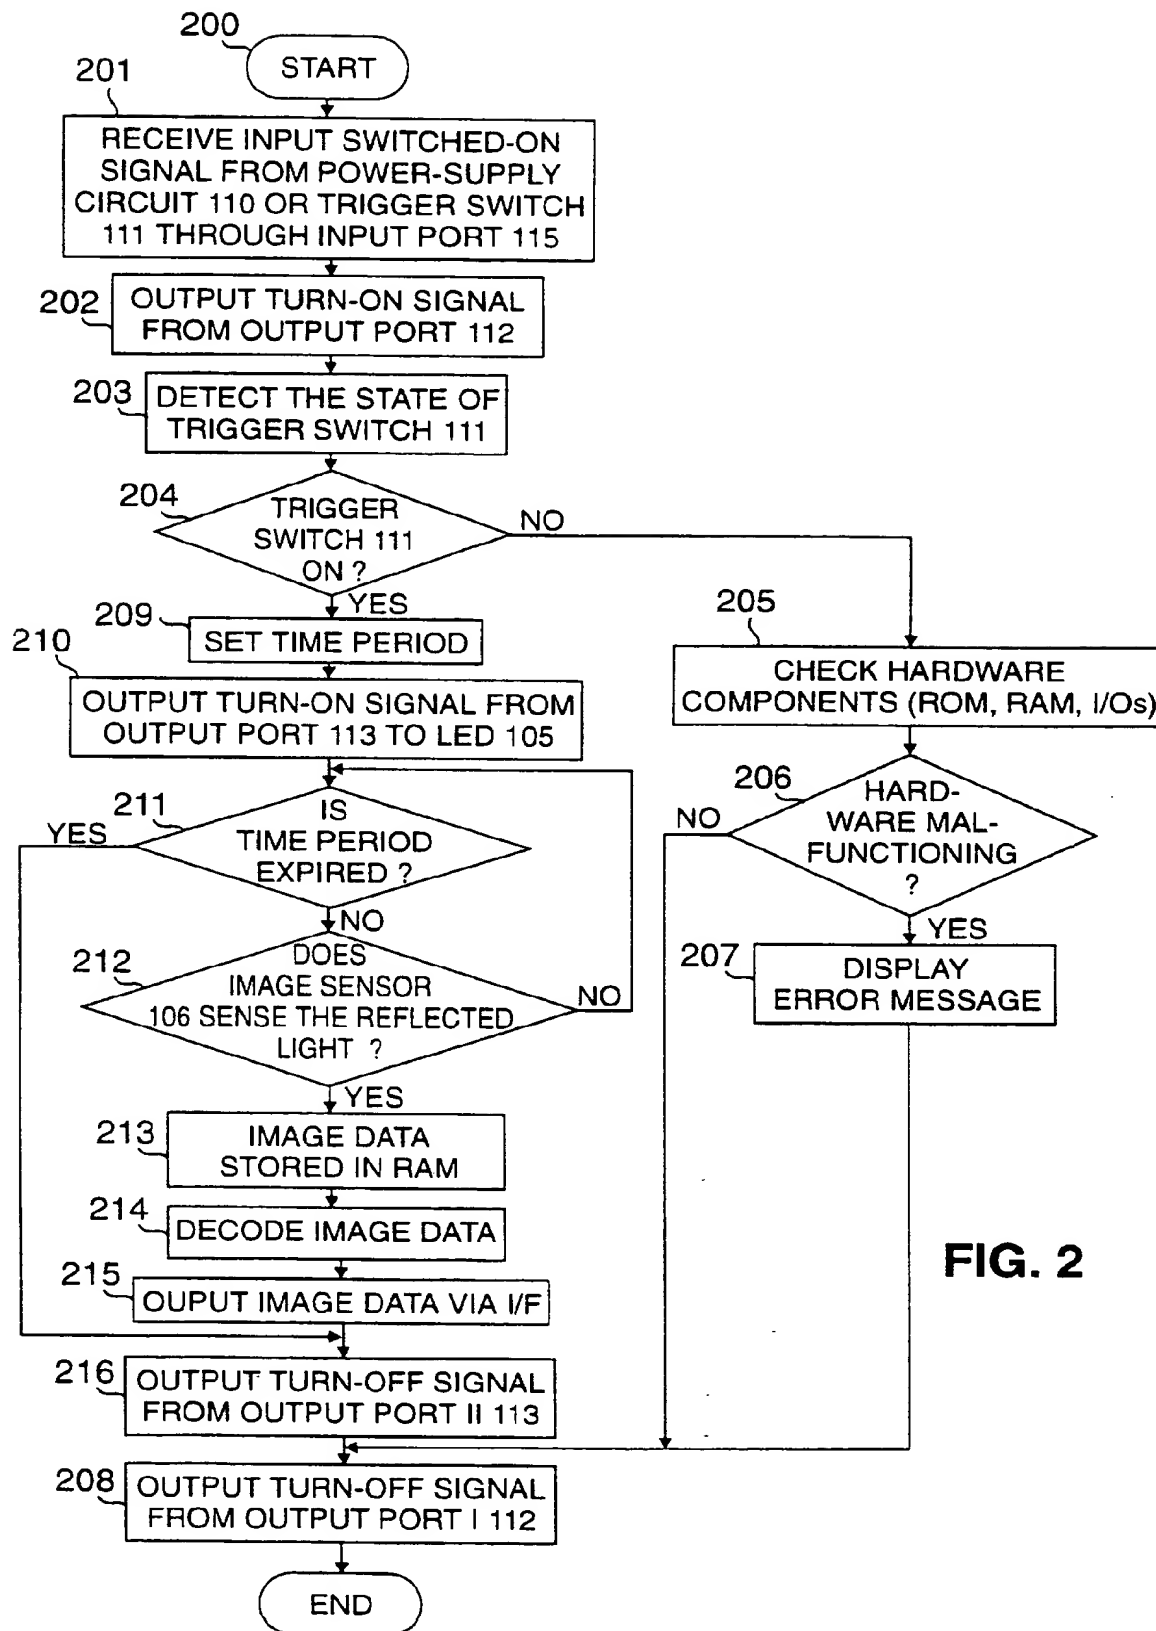 200
START
201
RECEIVE INPUT SWITCHED-ON
SIGNAL FROM POWER-SUPPLY
CIRCUIT 110 OR TRIGGER SWITCH
111 THROUGH INPUT PORT 115
202
OUTPUT TURN-ON SIGNAL
FROM OUTPUT PORT 112
203
DETECT THE STATE OF
TRIGGER SWITCH 111
204
TRIGGER
SWITCH 111
ON ?
NO
YES
209
SET TIME PERIOD
210
OUTPUT TURN-ON SIGNAL FROM
OUTPUT PORT 113 TO LED 105
211
IS
TIME PERIOD
EXPIRED ?
YES
NO
212
DOES
IMAGE SENSOR
106 SENSE THE REFLECTED
LIGHT ?
NO
YES
213
IMAGE DATA
STORED IN RAM
214
DECODE IMAGE DATA
215
OUPUT IMAGE DATA VIA I/F
216
OUTPUT TURN-OFF SIGNAL
FROM OUTPUT PORT II 113
208
OUTPUT TURN-OFF SIGNAL
FROM OUTPUT PORT I 112
END
205
CHECK HARDWARE
COMPONENTS (ROM, RAM, I/Os)
206
HARD-
WARE MAL-
FUNCTIONING
?
NO
YES
207
DISPLAY
ERROR MESSAGE
FIG. 2